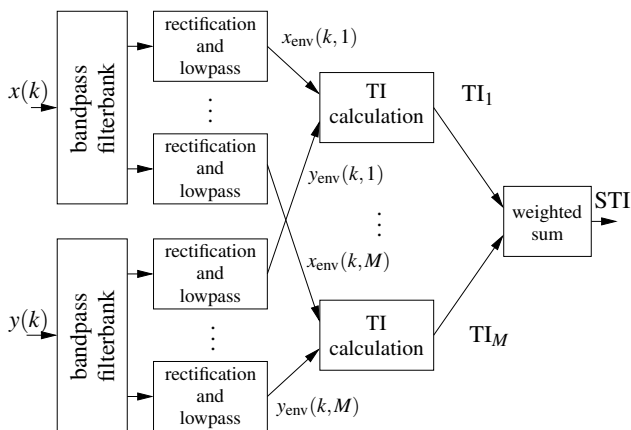 x(k)
bandpass
filterbank
rectification
and
lowpass
⋮
rectification
and
lowpass
x_env(k,1)
y_env(k,1)
TI
calculation
TI_1
⋮
weighted
sum
STI
y(k)
bandpass
filterbank
rectification
and
lowpass
⋮
rectification
and
lowpass
x_env(k,M)
y_env(k,M)
TI
calculation
TI_M